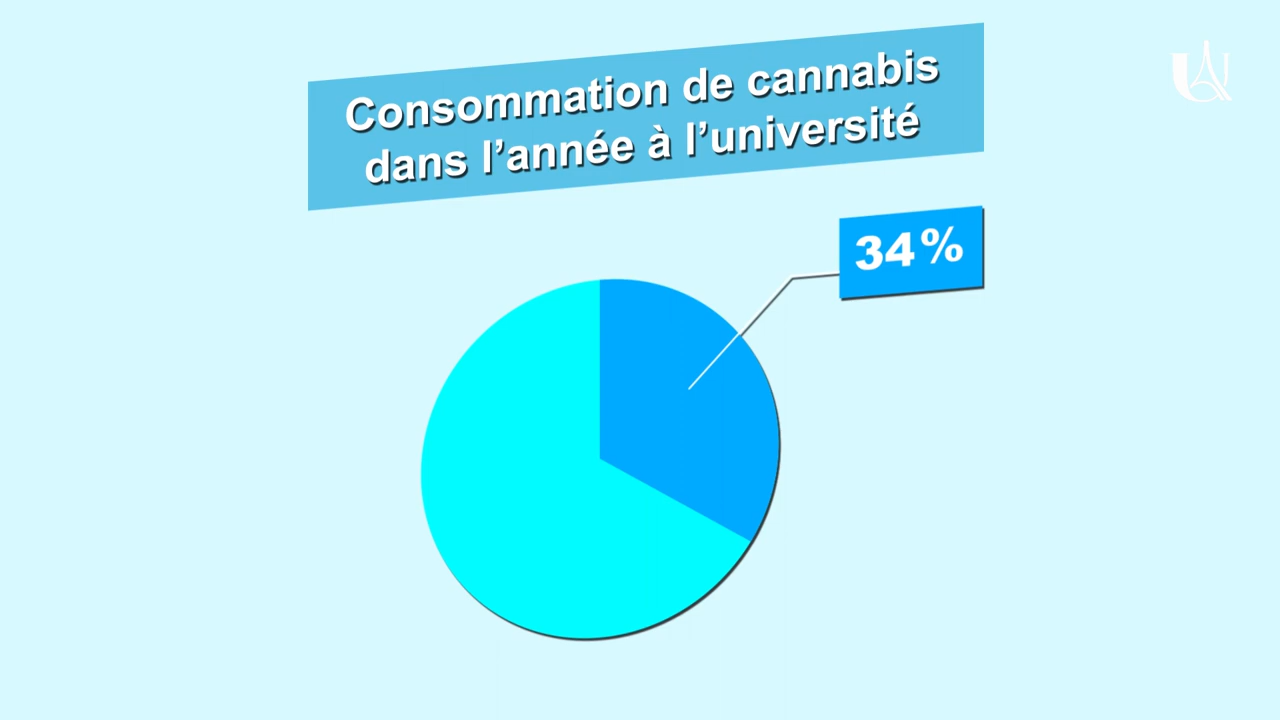 Consommation de cannabis
dans l’année à l’université
34%